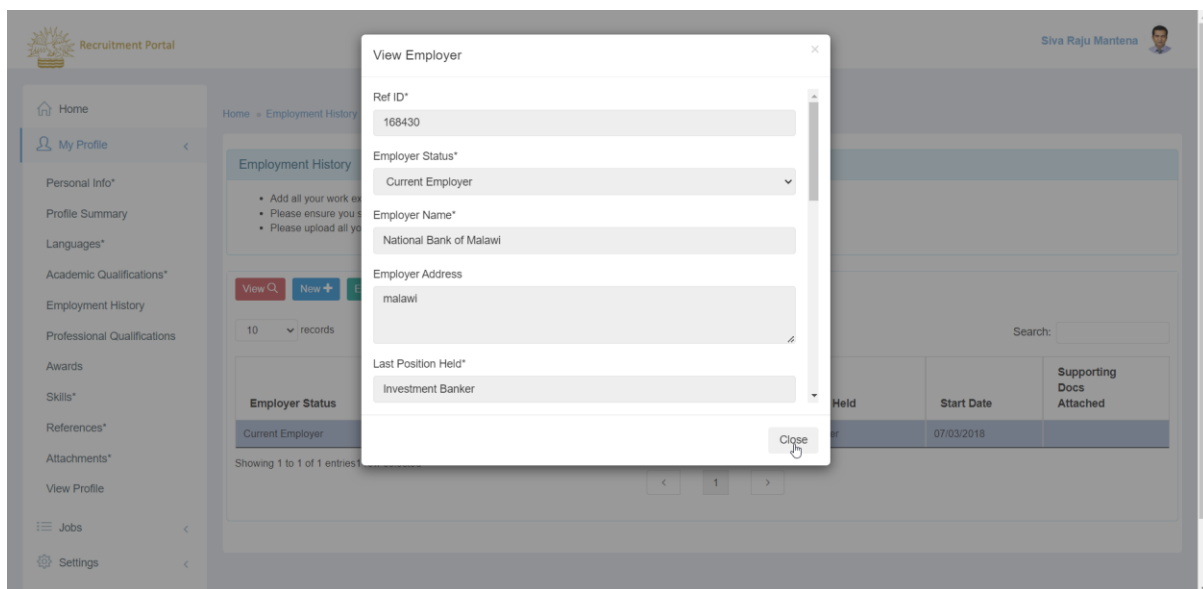 Recruitment Portal
Siva Raju Mantena
View Employer
×
Ref ID*
168430
Employer Status*
Current Employer
Employer Name*
National Bank of Malawi
Employer Address
malawi
Last Position Held*
Investment Banker
Close
Home
My Profile
Personal Info*
Profile Summary
Languages*
Academic Qualifications*
Employment History
Professional Qualifications
Awards
Skills*
References*
Attachments*
View Profile
Jobs
Settings
Home « Employment History
Employment History
Add all your work
Please ensure you
Please upload all
View
New
10 records
Search:
Employer Status
Held
Start Date
Supporting
Docs
Attached
Current Employer
07/03/2018
Showing 1 to 1 of 1 entries
< 1 >